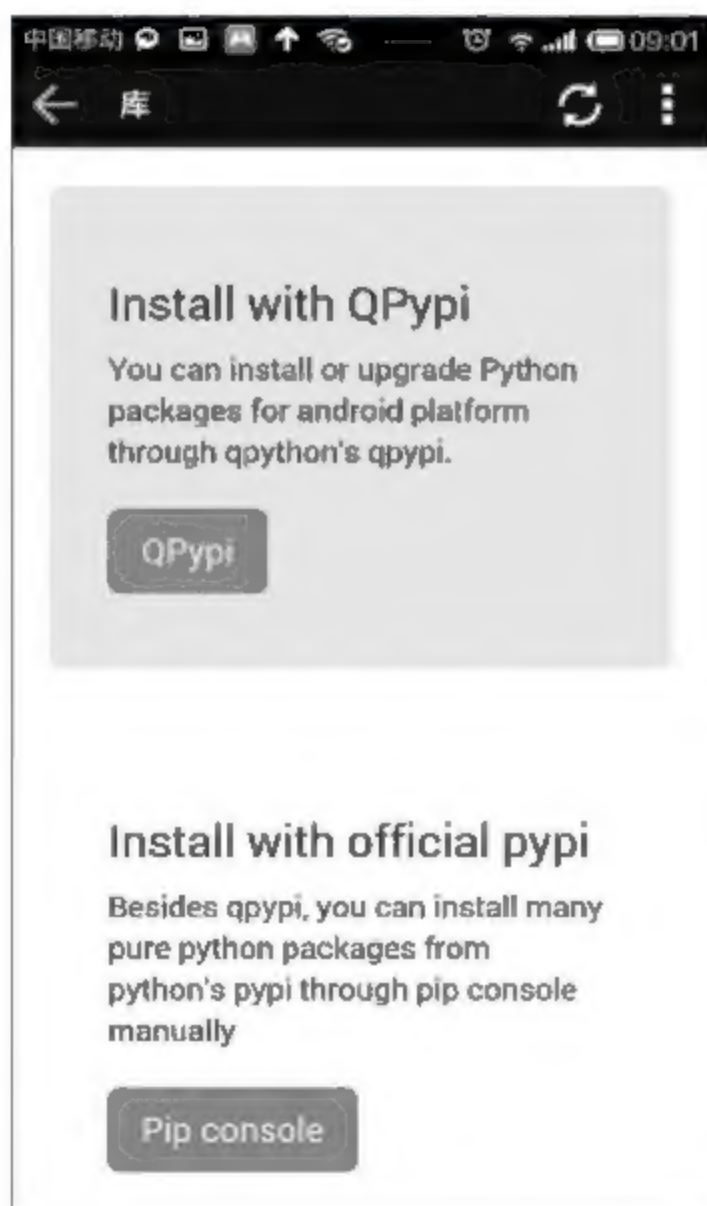 中国移动 09:01
库
Install with QPypi
You can install or upgrade Python
packages for android platform
through qpython's qpypi.
QPypi
Install with official pypi
Besides qpypi, you can install many
pure python packages from
python's pypi through pip console
manually
Pip console